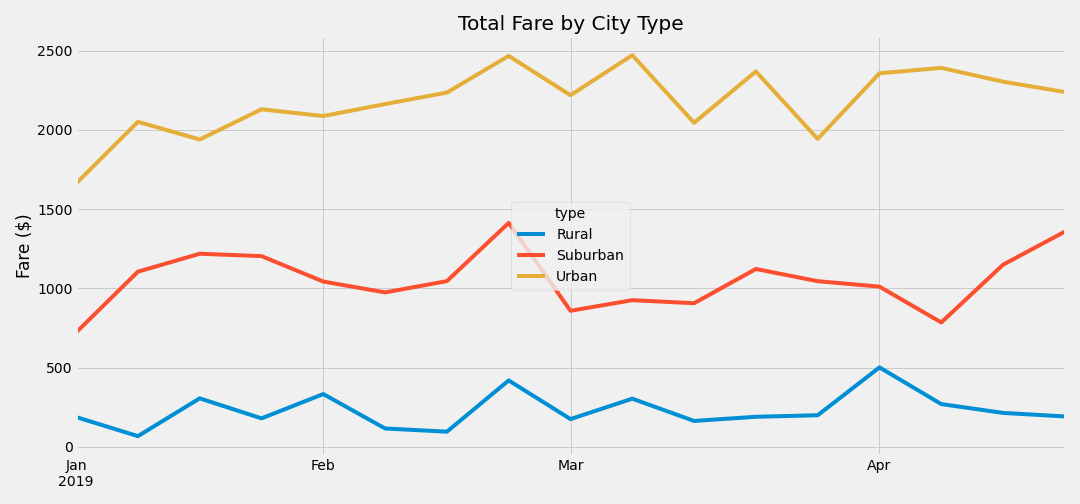 Total Fare by City Type
Fare ($)
2500
2000
1500
1000
500
0
type
Rural
Suburban
Urban
Jan
2019
Feb
Mar
Apr